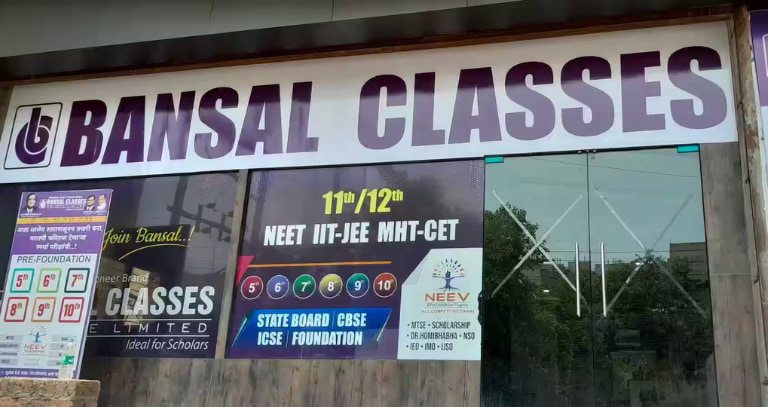 BANSAL CLASSES
BANSAL CLASSES
PRE-FOUNDATION
5th 6th 7th
8th 9th 10th
NEEV
Join Bansal..!
Brand
CLASSES
LIMITED
Ideal for Scholars
11th/12th
NEET IIT-JEE MHT-CET
5th 6th 7th 8th 9th 10th
STATE BOARD | CBSE
ICSE | FOUNDATION
NEEV
• MTSE • SCHOLARSHIP
• DR.HOMIBHABHA • NSO
• IEO • IMO • IJSO